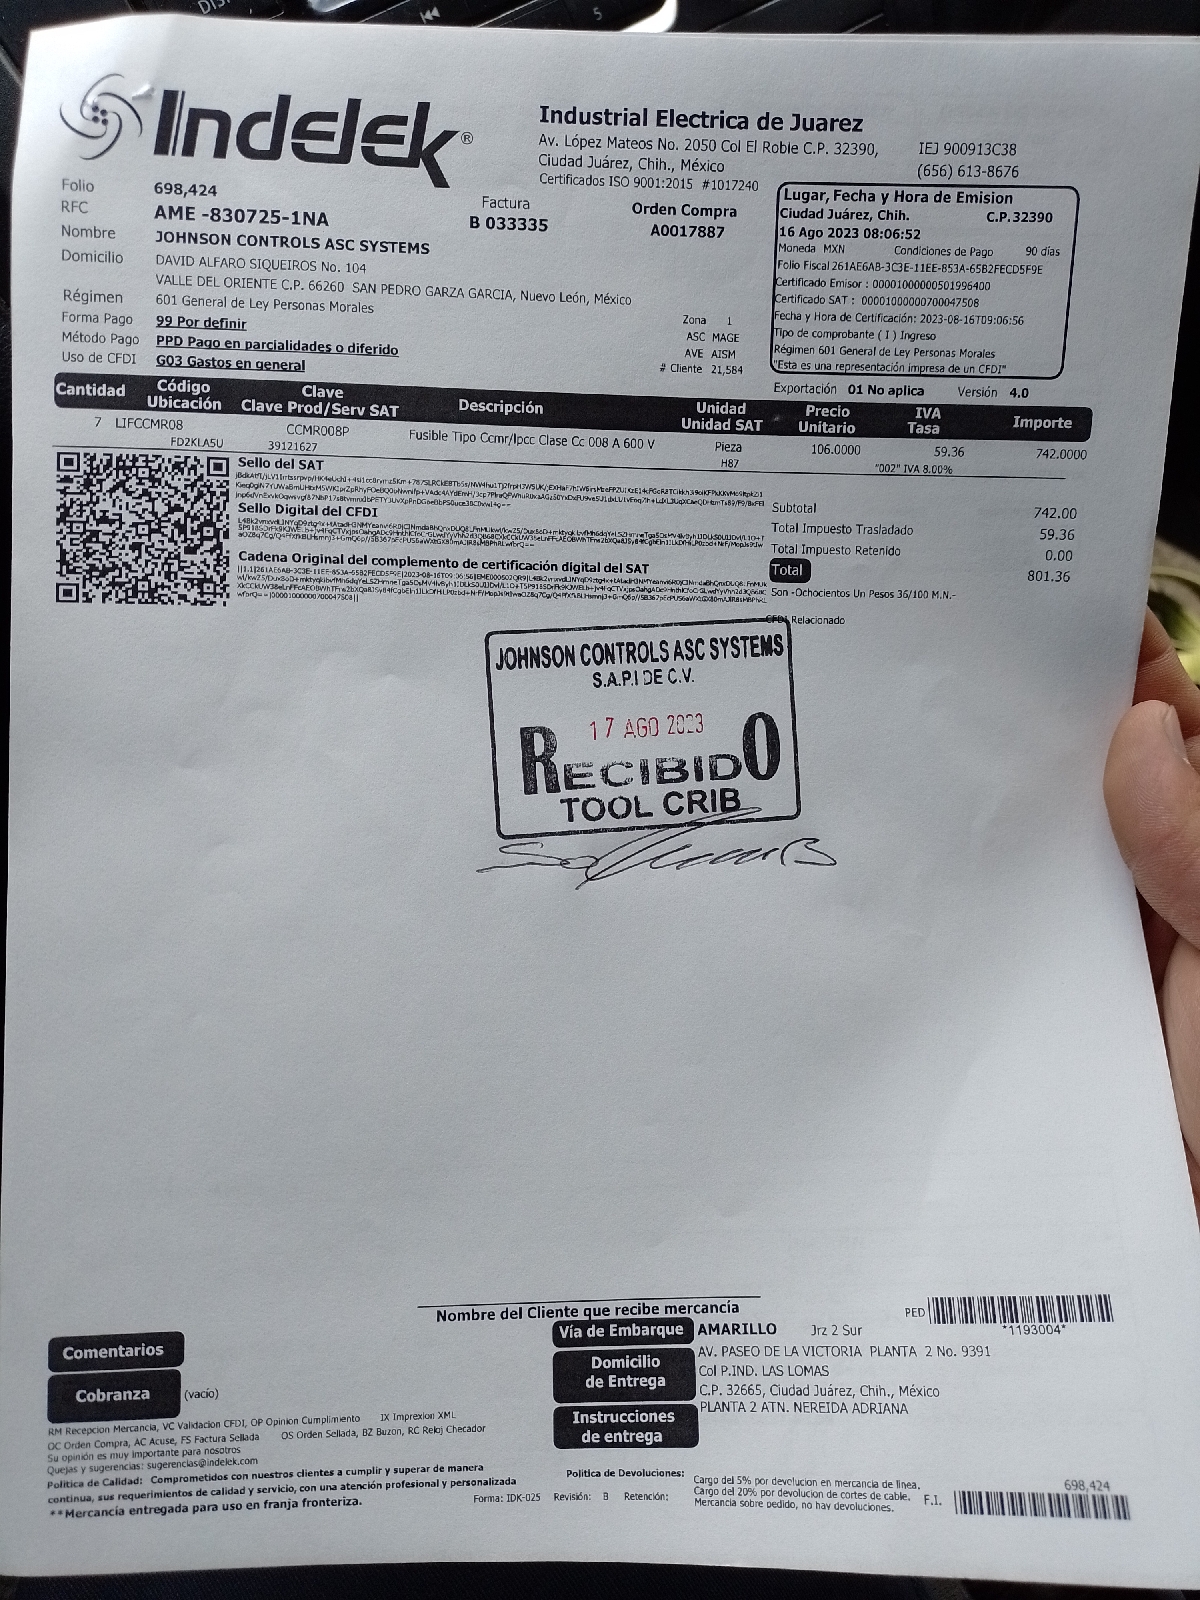 Indelek®
Industrial Electrica de Juarez
Av. López Mateos No. 2050 Col El Roble C.P. 32390,
Ciudad Juárez, Chih., México
Certificados ISO 9001:2015 #1017240
IEJ 900913C38
(656) 613-8676
Folio 698,424
RFC AME -830725-1NA
Factura
B 033335
Orden Compra
A0017887
Nombre JOHNSON CONTROLS ASC SYSTEMS
Domicilio DAVID ALFARO SIQUEIROS No. 104
VALLE DEL ORIENTE C.P. 66260 SAN PEDRO GARZA GARCIA, Nuevo León, México
Régimen 601 General de Ley Personas Morales
Forma Pago 99 Por definir
Método Pago PPD Pago en parcialidades o diferido
Uso de CFDI G03 Gastos en general
Zona 1
ASC MAGE
AVE AISM
# Cliente 21,584
Lugar, Fecha y Hora de Emision
Ciudad Juárez, Chih. C.P. 32390
16 Ago 2023 08:06:52
Moneda MXN Condiciones de Pago 90 días
Folio Fiscal 261AE6AB-3C3E-11EE-853A-65B2FECD5F9E
Certificado Emisor : 00001000000501996400
Certificado SAT : 00001000000700047508
Fecha y Hora de Certificación: 2023-08-16T09:06:56
Tipo de comprobante ( I ) Ingreso
Régimen 601 General de Ley Personas Morales
"Esta es una representación impresa de un CFDI"
Exportación 01 No aplica Versión 4.0
Cantidad Código Ubicación Clave Clave Prod/Serv SAT Descripción Unidad Unidad SAT Precio Unitario IVA Tasa Importe
7 LIFCCMR08 CCMR008P Fusible Tipo Ccmr/lpcc Clase Cc 008 A 600 V Pieza 106.0000 59.36 742.0000
FD2KLA5U 39121627 H87 "002" IVA 8.00%
Sello del SAT
Sello Digital del CFDI
Cadena Original del complemento de certificación digital del SAT
Subtotal 742.00
Total Impuesto Trasladado 59.36
Total Impuesto Retenido 0.00
Total 801.36
Son -Ochocientos Un Pesos 36/100 M.N.-
CFDI Relacionado
JOHNSON CONTROLS ASC SYSTEMS
S.A.P.I DE C.V.
17 AGO 2023
RECIBIDO
TOOL CRIB
Nombre del Cliente que recibe mercancía
PED
*1193004*
Vía de Embarque AMARILLO Jrz 2 Sur
Domicilio de Entrega
AV. PASEO DE LA VICTORIA PLANTA 2 No. 9391
Col P.IND. LAS LOMAS
C.P. 32665, Ciudad Juárez, Chih., México
PLANTA 2 ATN. NEREIDA ADRIANA
Instrucciones de entrega
Comentarios
Cobranza (vacío)
RM Recepcion Mercancia, VC Validacion CFDI, OP Opinion Cumplimiento IX Imprexion XML
OC Orden Compra, AC Acuse, FS Factura Sellada OS Orden Sellada, BZ Buzon, RC Reloj Checador
Su opinión es muy importante para nosotros
Quejas y sugerencias: sugerencias@indelek.com
Politica de Calidad: Comprometidos con nuestros clientes a cumplir y superar de manera
continua, sus requerimientos de calidad y servicio, con una atención profesional y personalizada
**Mercancia entregada para uso en franja fronteriza.
Forma: IDK-025 Revisión: B Retención:
Politica de Devoluciones:
Cargo del 5% por devolucion en mercancia de linea.
Cargo del 20% por devolucion de cortes de cable.
Mercancia sobre pedido, no hay devoluciones.
F.I.
698,424